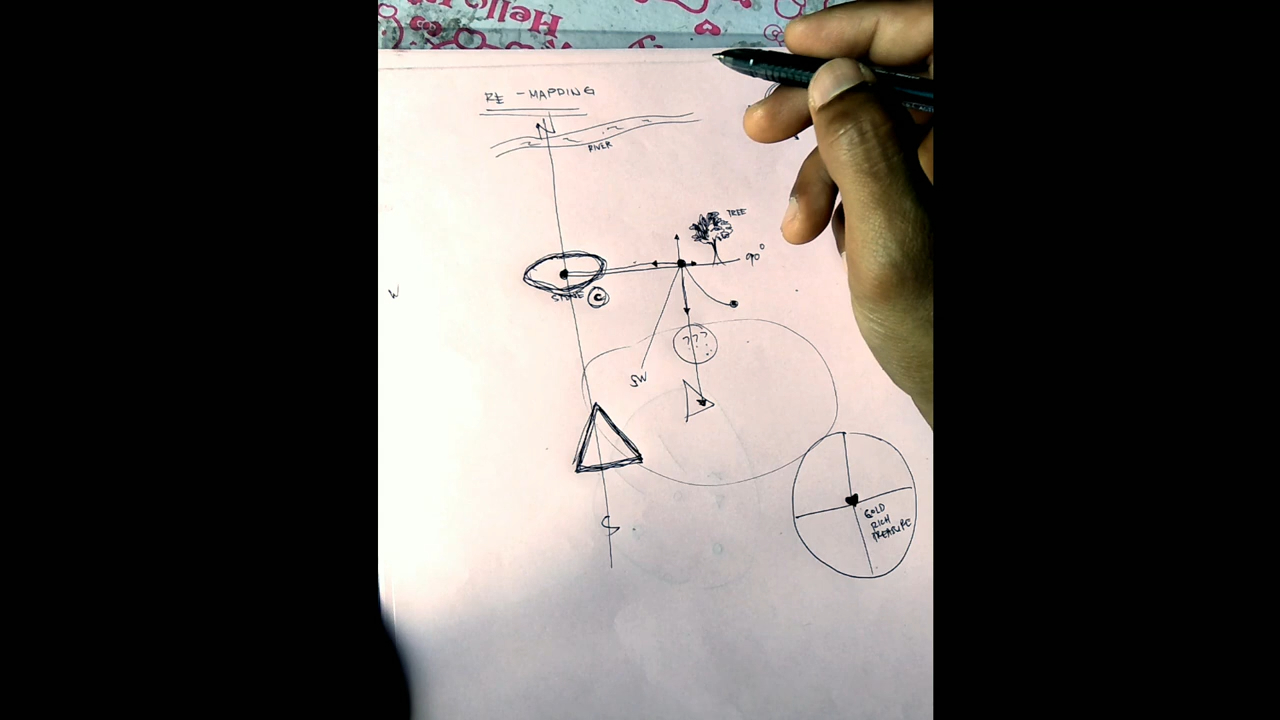 Hello
RE-MAPPING
N
RIVER
TREE
90°
STONE
C
W
???
SW
GOLD
RICH
TREASURE
S